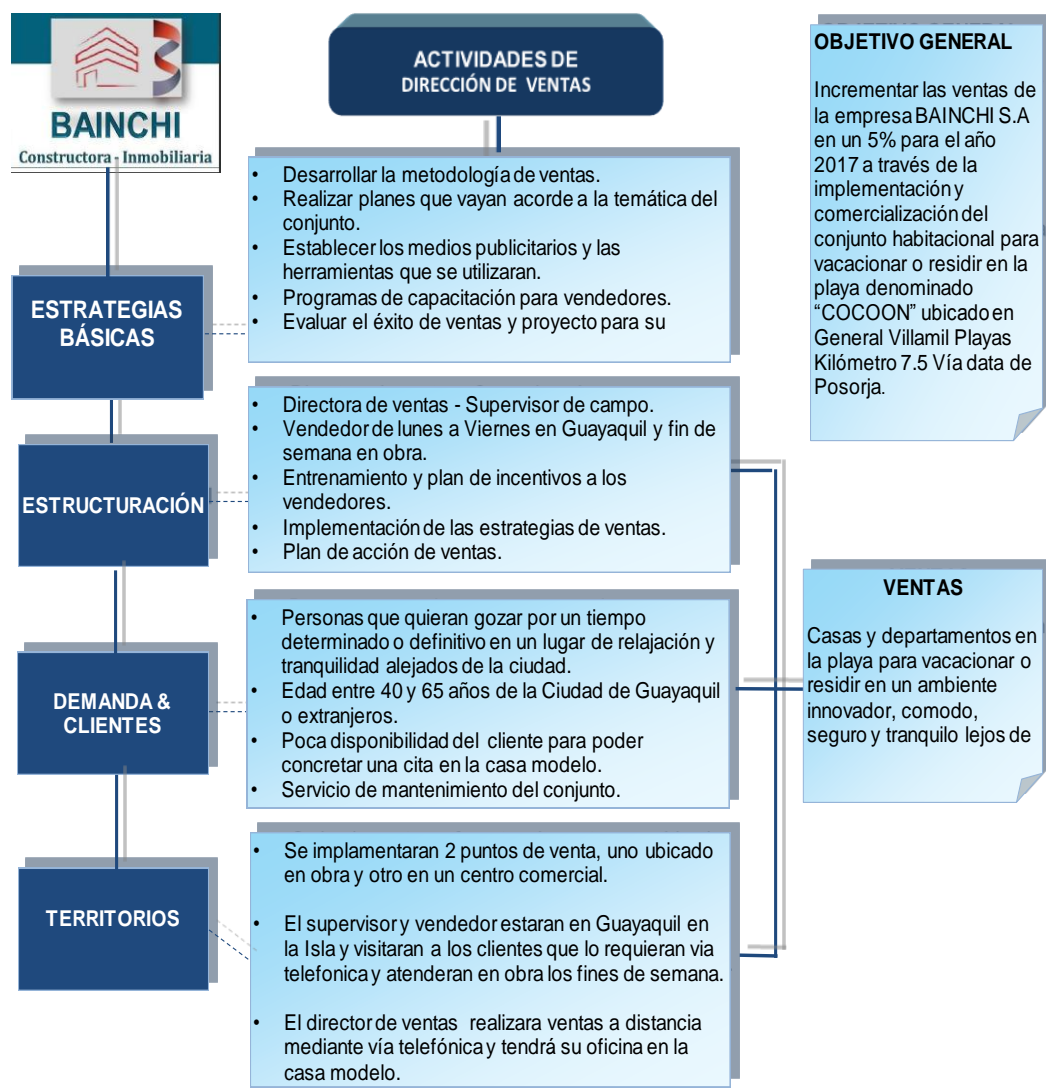 BAINCHI
Constructora - Inmobiliaria
ACTIVIDADES DE
DIRECCIÓN DE VENTAS
OBJETIVO GENERAL
Incrementar las ventas de
la empresa BAINCHI S.A
en un 5% para el año
2017 a través de la
implementación y
comercialización del
conjunto habitacional para
vacacionar o residir en la
playa denominado
“COCOON” ubicado en
General Villamil Playas
Kilómetro 7.5 Vía data de
Posorja.
ESTRATEGIAS
BÁSICAS
• Desarrollar la metodología de ventas.
• Realizar planes que vayan acorde a la temática del
conjunto.
• Establecer los medios publicitarios y las
herramientas que se utilizaran.
• Programas de capacitación para vendedores.
• Evaluar el éxito de ventas y proyecto para su
ESTRUCTURACIÓN
• Directora de ventas - Supervisor de campo.
• Vendedor de lunes a Viernes en Guayaquil y fin de
semana en obra.
• Entrenamiento y plan de incentivos a los
vendedores.
• Implementación de las estrategias de ventas.
• Plan de acción de ventas.
DEMANDA &
CLIENTES
• Personas que quieran gozar por un tiempo
determinado o definitivo en un lugar de relajación y
tranquilidad alejados de la ciudad.
• Edad entre 40 y 65 años de la Ciudad de Guayaquil
o extranjeros.
• Poca disponibilidad del cliente para poder
concretar una cita en la casa modelo.
• Servicio de mantenimiento del conjunto.
VENTAS
Casas y departamentos en
la playa para vacacionar o
residir en un ambiente
innovador, comodo,
seguro y tranquilo lejos de
TERRITORIOS
• Se implamentaran 2 puntos de venta, uno ubicado
en obra y otro en un centro comercial.
• El supervisor y vendedor estaran en Guayaquil en
la Isla y visitaran a los clientes que lo requieran via
telefonica y atenderan en obra los fines de semana.
• El director de ventas realizara ventas a distancia
mediante vía telefónica y tendrá su oficina en la
casa modelo.